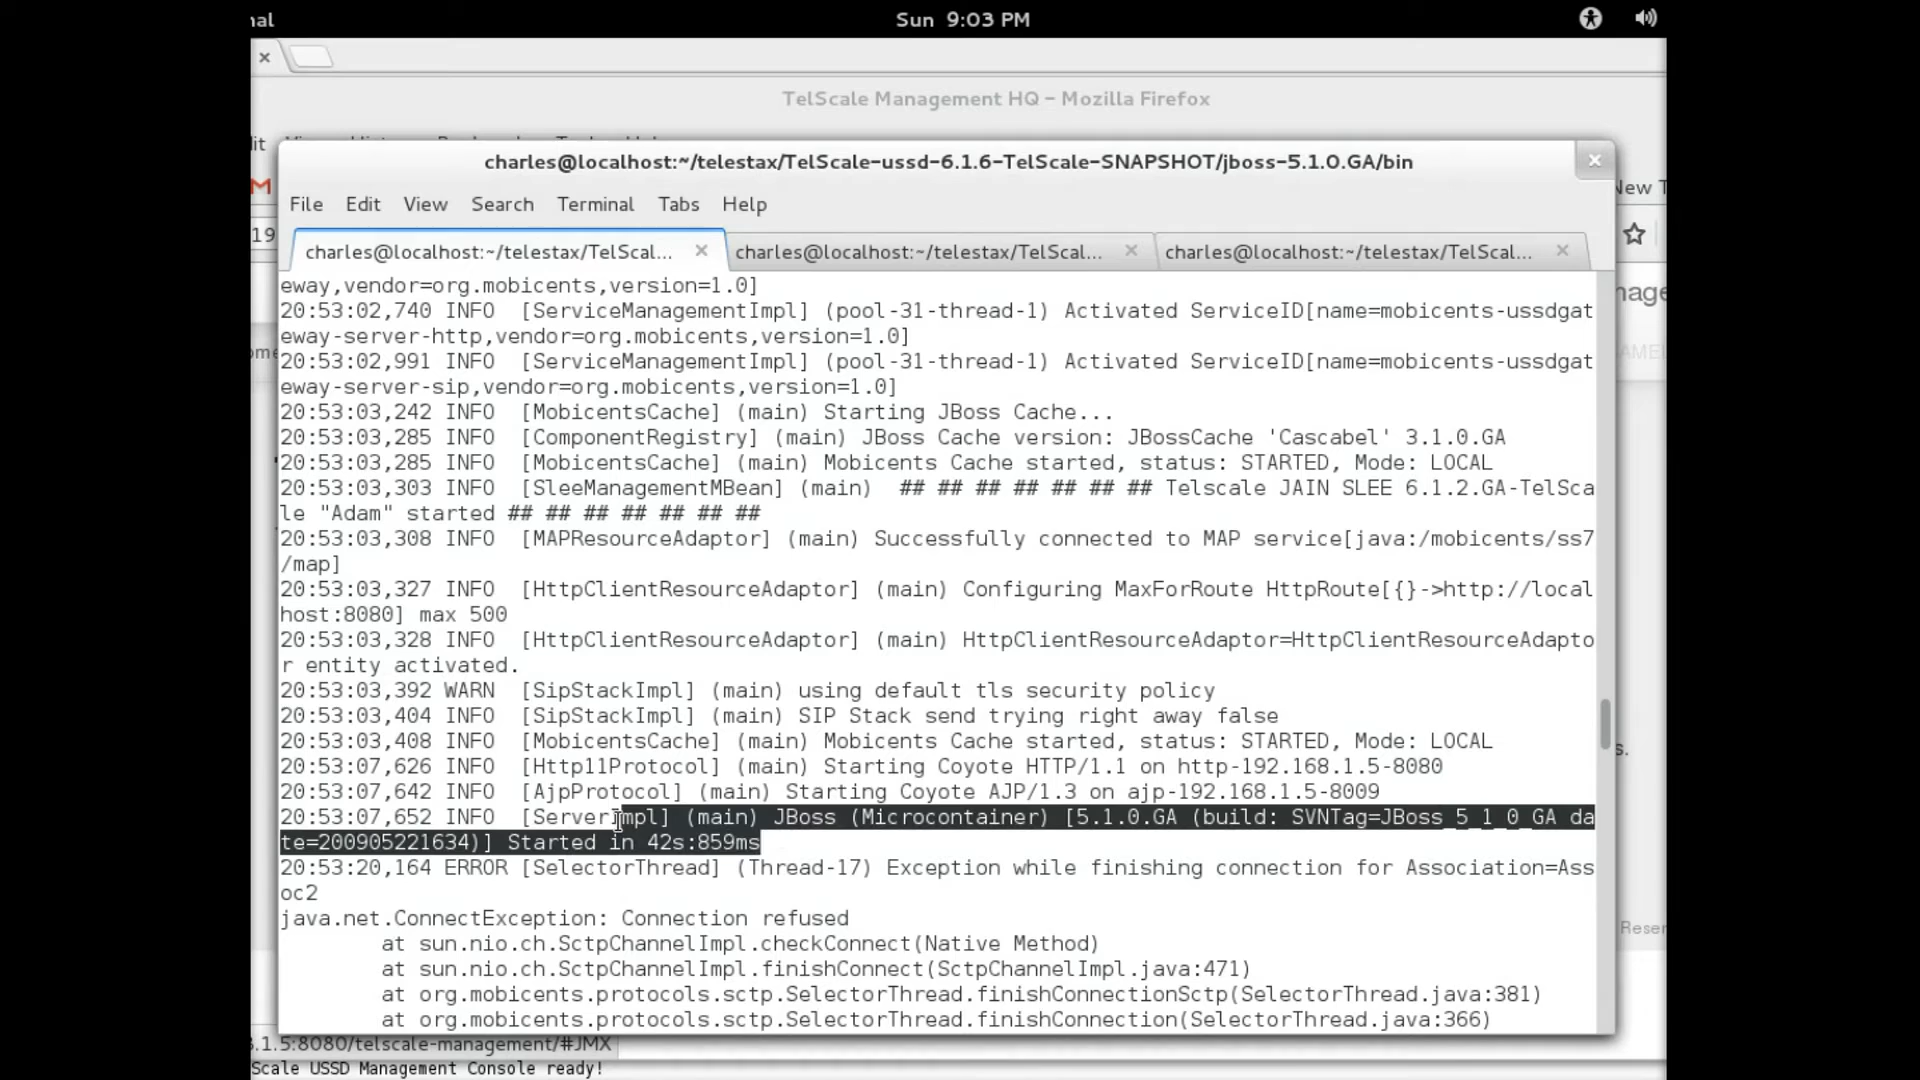 nal
Sun 9:03 PM
TelScale Management HQ - Mozilla Firefox
charles@localhost:~/telestax/TelScale-ussd-6.1.6-TelScale-SNAPSHOT/jboss-5.1.0.GA/bin
New T
File Edit View Search Terminal Tabs Help
19
charles@localhost:~/telestax/TelScal... charles@localhost:~/telestax/TelScal... charles@localhost:~/telestax/TelScal...
eway,vendor=org.mobicents,version=1.0]
20:53:02,740 INFO  [ServiceManagementImpl] (pool-31-thread-1) Activated ServiceID[name=mobicents-ussdgat
eway-server-http,vendor=org.mobicents,version=1.0]
20:53:02,991 INFO  [ServiceManagementImpl] (pool-31-thread-1) Activated ServiceID[name=mobicents-ussdgat
eway-server-sip,vendor=org.mobicents,version=1.0]
20:53:03,242 INFO  [MobicentsCache] (main) Starting JBoss Cache...
20:53:03,285 INFO  [ComponentRegistry] (main) JBoss Cache version: JBossCache 'Cascabel' 3.1.0.GA
20:53:03,285 INFO  [MobicentsCache] (main) Mobicents Cache started, status: STARTED, Mode: LOCAL
20:53:03,303 INFO  [SleeManagementMBean] (main)  ## ## ## ## ## ## ## Telscale JAIN SLEE 6.1.2.GA-TelSca
le "Adam" started ## ## ## ## ## ## ##
20:53:03,308 INFO  [MAPResourceAdaptor] (main) Successfully connected to MAP service[java:/mobicents/ss7
/map]
20:53:03,327 INFO  [HttpClientResourceAdaptor] (main) Configuring MaxForRoute HttpRoute[{}->http://local
host:8080] max 500
20:53:03,328 INFO  [HttpClientResourceAdaptor] (main) HttpClientResourceAdaptor=HttpClientResourceAdapto
r entity activated.
20:53:03,392 WARN  [SipStackImpl] (main) using default tls security policy
20:53:03,404 INFO  [SipStackImpl] (main) SIP Stack send trying right away false
20:53:03,408 INFO  [MobicentsCache] (main) Mobicents Cache started, status: STARTED, Mode: LOCAL
20:53:07,626 INFO  [Http11Protocol] (main) Starting Coyote HTTP/1.1 on http-192.168.1.5-8080
20:53:07,642 INFO  [AjpProtocol] (main) Starting Coyote AJP/1.3 on ajp-192.168.1.5-8009
20:53:07,652 INFO  [ServerImpl] (main) JBoss (Microcontainer) [5.1.0.GA (build: SVNTag=JBoss_5_1_0_GA da
te=200905221634)] Started in 42s:859ms
20:53:20,164 ERROR [SelectorThread] (Thread-17) Exception while finishing connection for Association=Ass
oc2
java.net.ConnectException: Connection refused
at sun.nio.ch.SctpChannelImpl.checkConnect(Native Method)
at sun.nio.ch.SctpChannelImpl.finishConnect(SctpChannelImpl.java:471)
at org.mobicents.protocols.sctp.SelectorThread.finishConnectionSctp(SelectorThread.java:381)
at org.mobicents.protocols.sctp.SelectorThread.finishConnection(SelectorThread.java:366)
.1.5:8080/telscale-management/#JMX
Scale USSD Management Console ready!